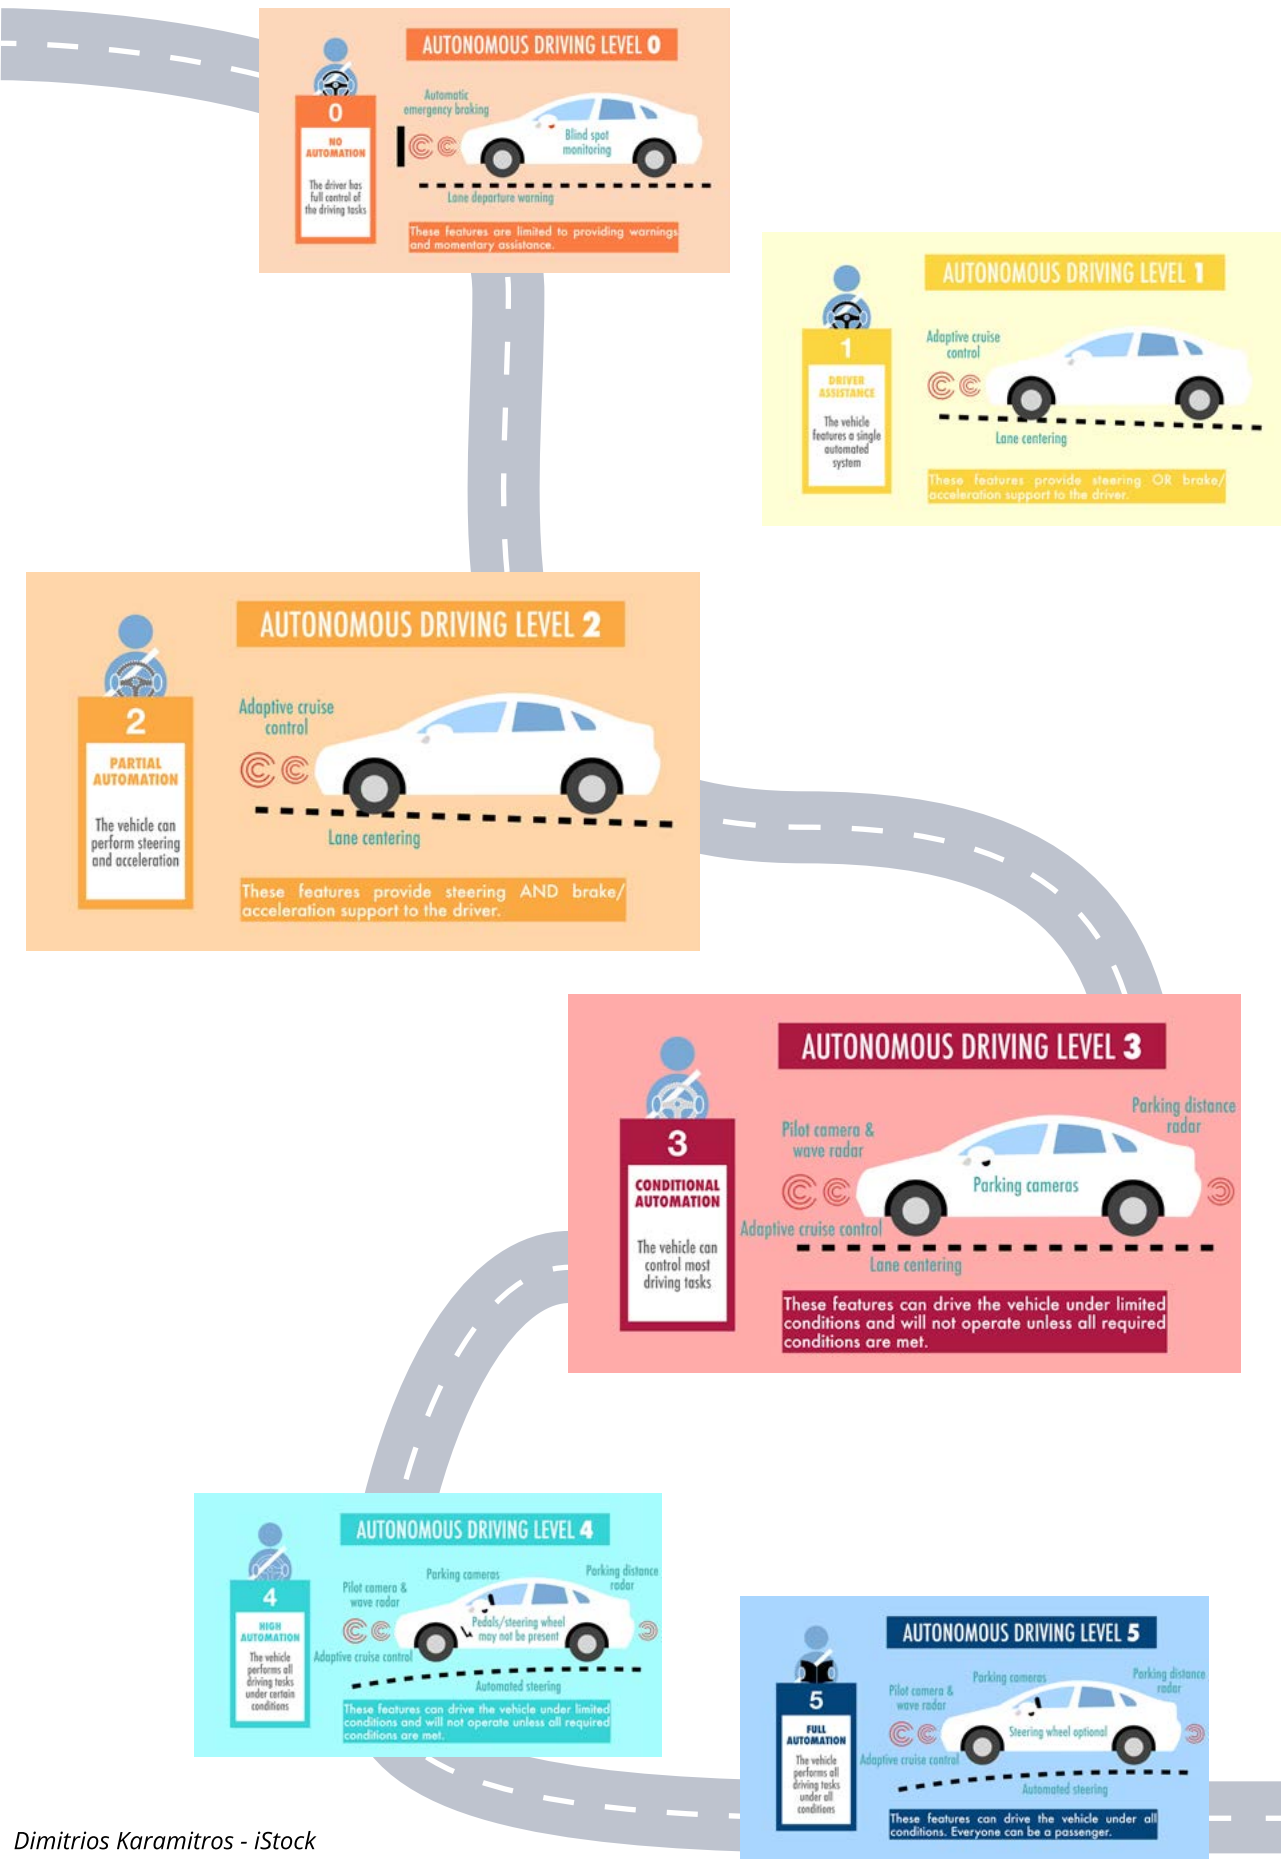 AUTONOMOUS DRIVING LEVEL 0
0
NO
AUTOMATION
The driver has
full control of
the driving tasks
Automatic
emergency braking
Blind spot
monitoring
Lane departure warning
These features are limited to providing warnings
and momentary assistance.
AUTONOMOUS DRIVING LEVEL 1
1
DRIVER
ASSISTANCE
The vehicle
features a single
automated
system
Adaptive cruise
control
Lane centering
These features provide steering OR brake/
acceleration support to the driver.
AUTONOMOUS DRIVING LEVEL 2
2
PARTIAL
AUTOMATION
The vehicle can
perform steering
and acceleration
Adaptive cruise
control
Lane centering
These features provide steering AND brake/
acceleration support to the driver.
AUTONOMOUS DRIVING LEVEL 3
3
CONDITIONAL
AUTOMATION
The vehicle can
control most
driving tasks
Pilot camera &
wave radar
Parking distance
radar
Parking cameras
Adaptive cruise control
Lane centering
These features can drive the vehicle under limited
conditions and will not operate unless all required
conditions are met.
AUTONOMOUS DRIVING LEVEL 4
4
HIGH
AUTOMATION
The vehicle
performs all
driving tasks
under certain
conditions
Pilot camera &
wave radar
Parking cameras
Parking distance
radar
Pedals/steering wheel
may not be present
Adaptive cruise control
Automated steering
These features can drive the vehicle under limited
conditions and will not operate unless all required
conditions are met.
AUTONOMOUS DRIVING LEVEL 5
5
FULL
AUTOMATION
The vehicle
performs all
driving tasks
under all
conditions
Pilot camera &
wave radar
Parking cameras
Parking distance
radar
Steering wheel optional
Adaptive cruise control
Automated steering
These features can drive the vehicle under all
conditions. Everyone can be a passenger.
Dimitrios Karamitros - iStock